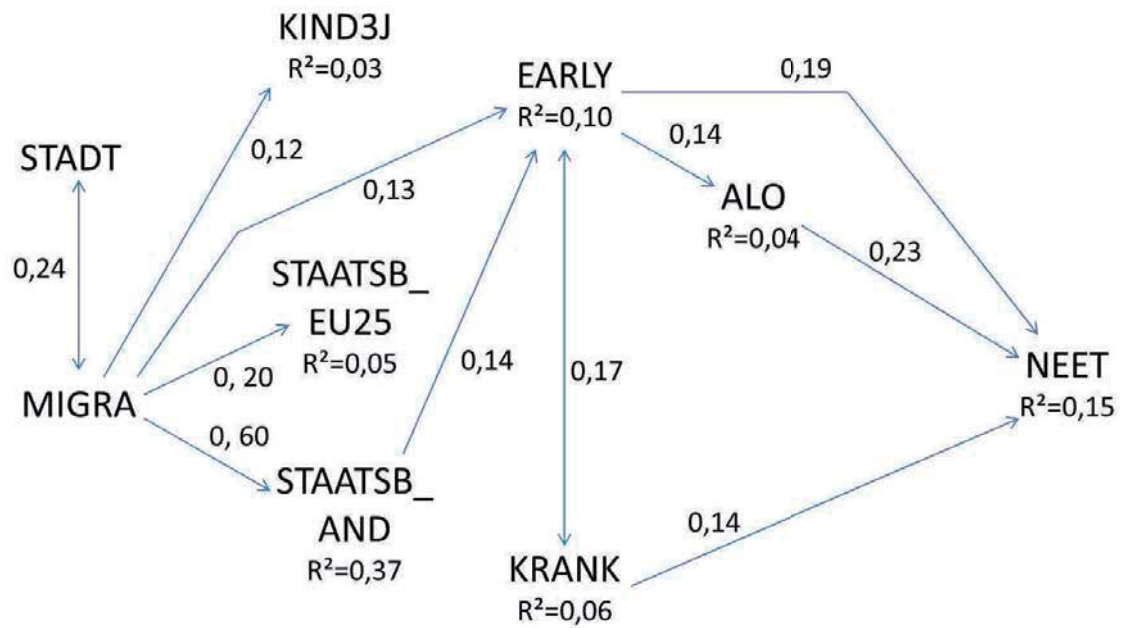 KIND3J
R²=0,03
EARLY
R²=0,10
0,19
STADT
0,12
0,13
0,14
ALO
R²=0,04
0,24
STAATSB_
EU25
R²=0,05
0,23
0,14
0,17
0, 20
MIGRA
0, 60
NEET
R²=0,15
STAATSB_
AND
R²=0,37
0,14
KRANK
R²=0,06